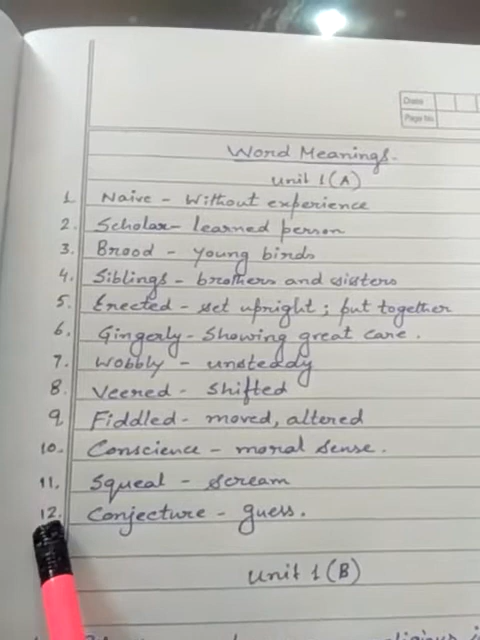 Date
Page No
Word Meanings.
Unit 1(A)
1. Naive - Without experience
2. Scholar- learned person
3. Brood - young birds
4. Siblings - brothers and sisters
5. Erected - set upright ; put together
6. Gingerly - Showing great care.
7. Wobbly - unsteady
8. Veered - Shifted
9. Fiddled - moved, altered
10. Conscience - moral sense.
11. Squeal - scream
12. Conjecture - guess.
Unit 1(B)